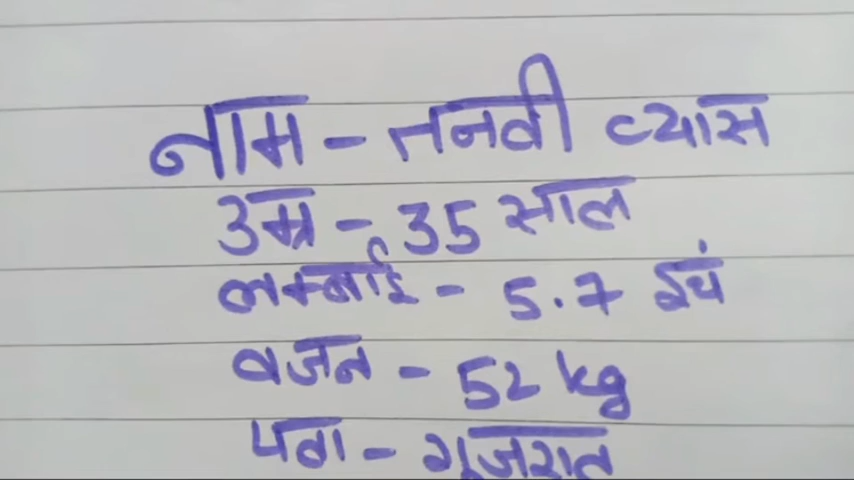 नाम - तनवी व्यास
उम्र - 35 साल
लम्बाई - 5.7 इंच
वजन - 52 kg
पता - गुजरात